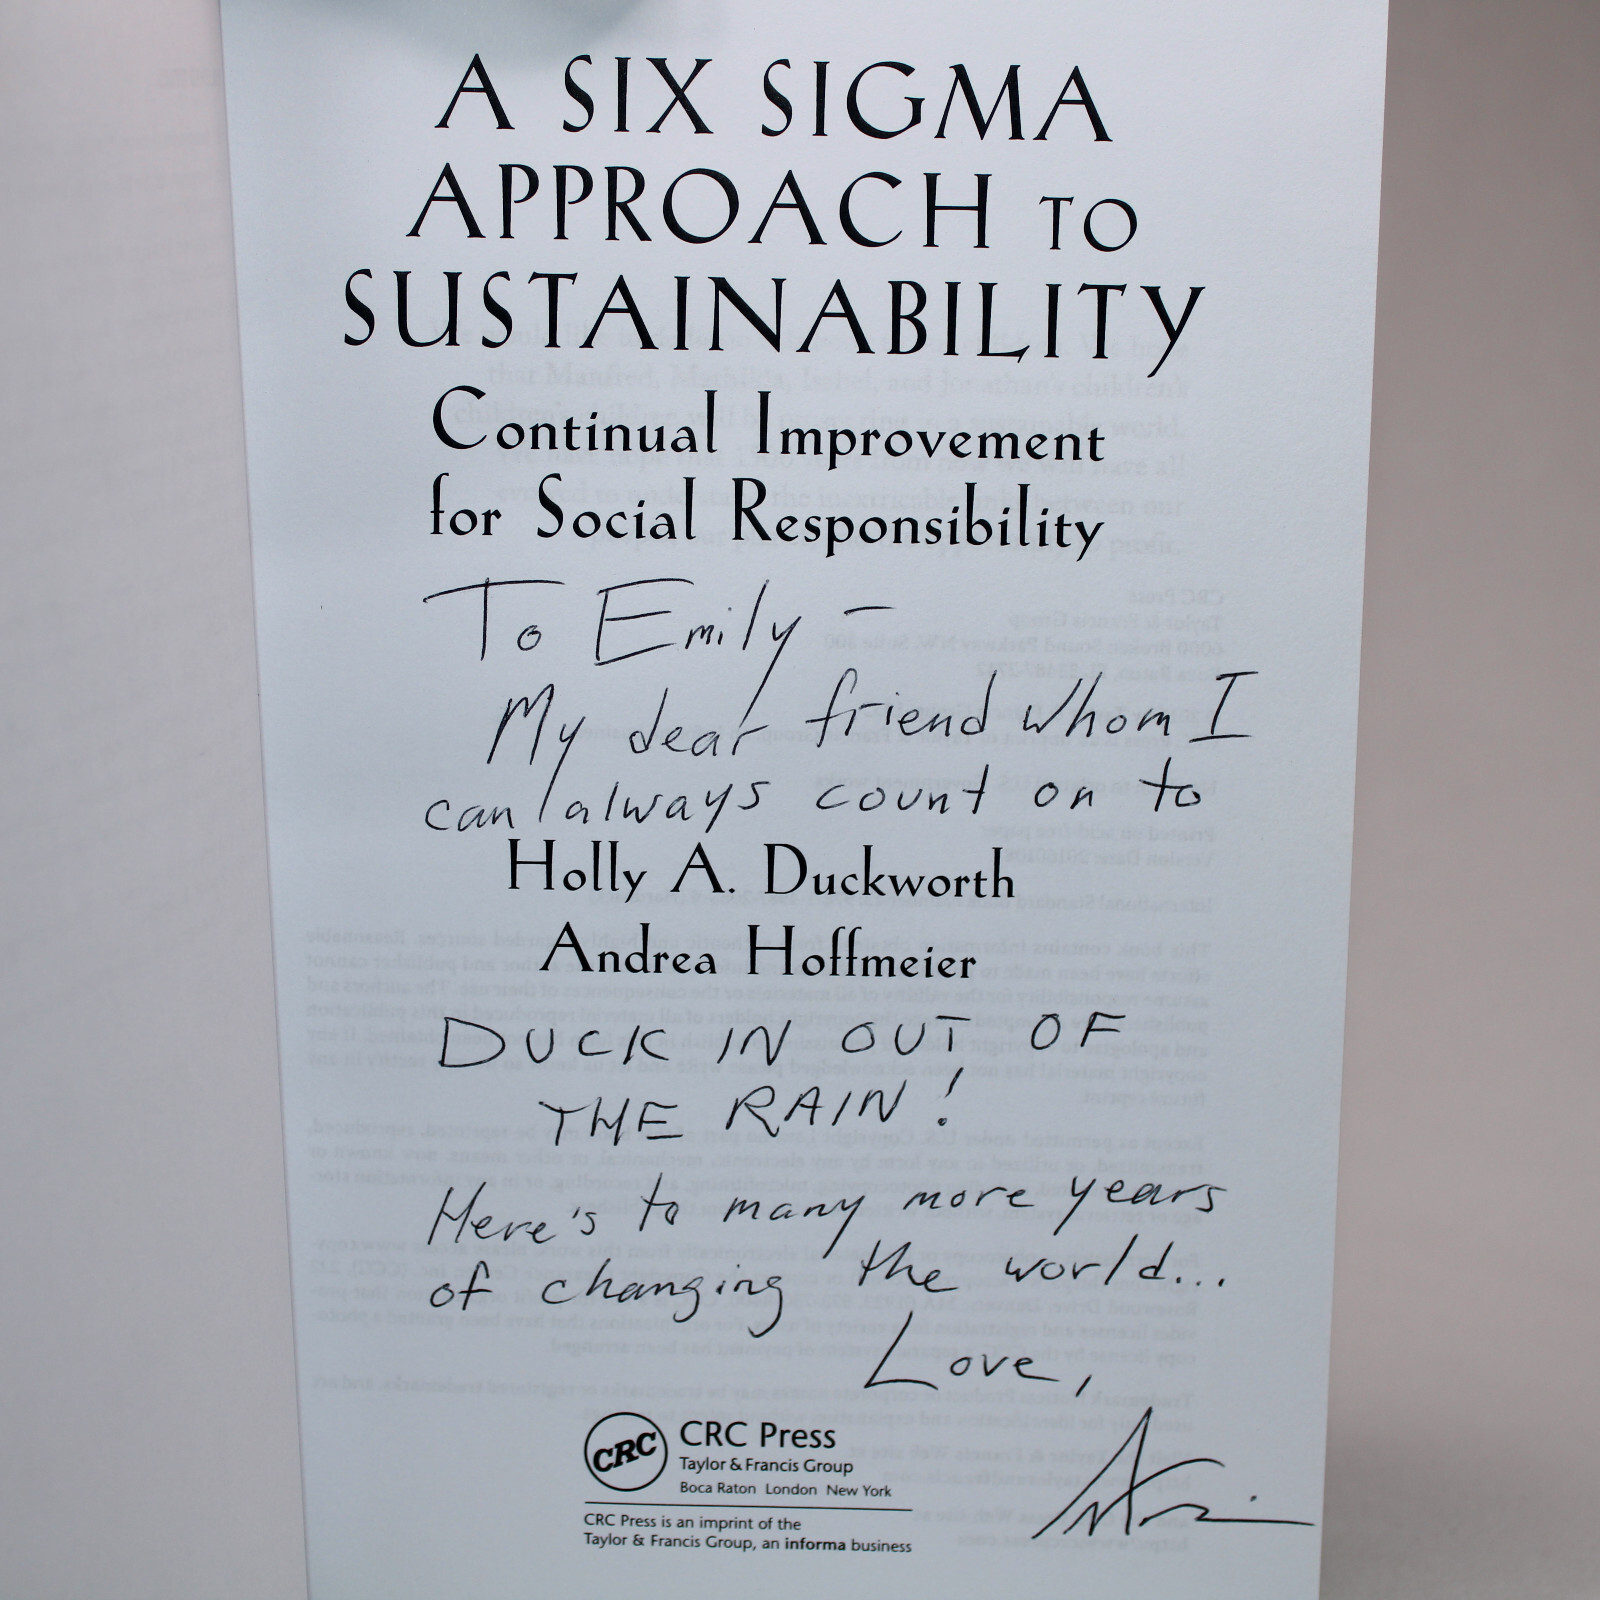 A SIX SIGMA
APPROACH TO
SUSTAINABILITY
Continual Improvement
for Social Responsibility
To Emily –
My dear friend whom I
can always count on to
Holly A. Duckworth
Andrea Hoffmeier
DUCK IN OUT OF
THE RAIN!
Here's to many more years
of changing the world...
Love,
CRC
CRC Press
Taylor & Francis Group
Boca Raton London New York
CRC Press is an imprint of the
Taylor & Francis Group, an informa business